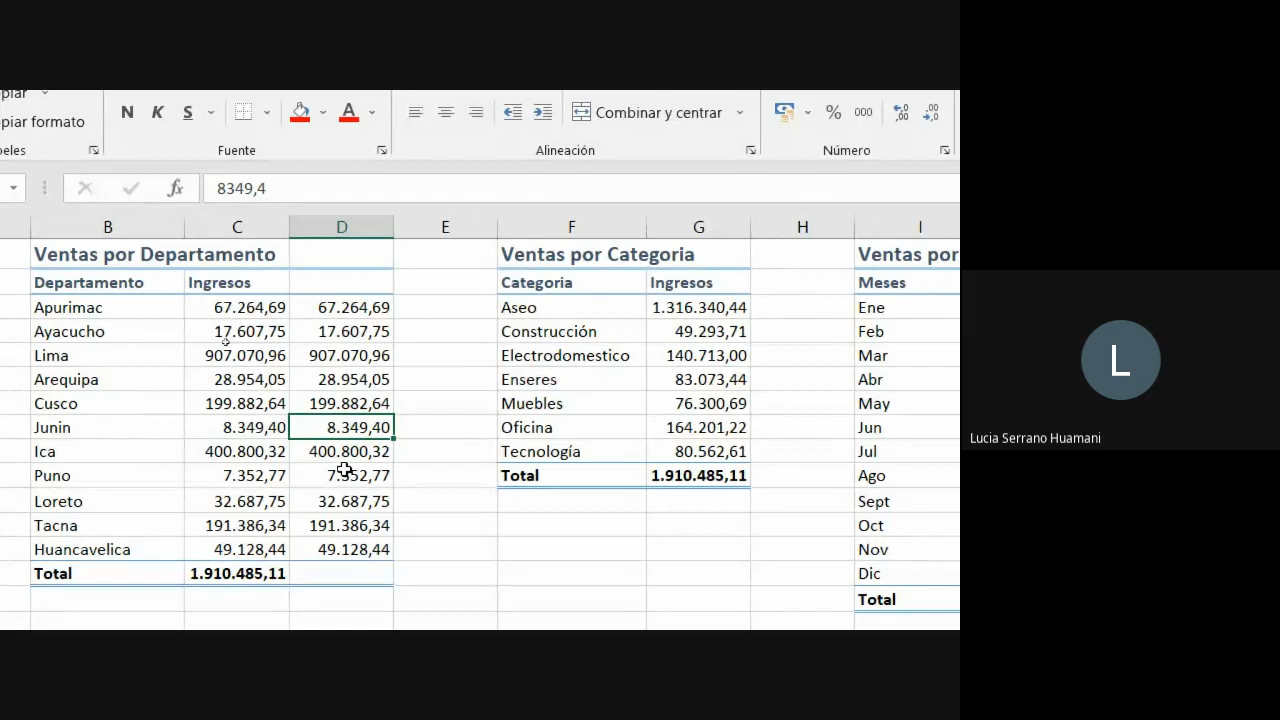 piar
piar formato
N K S A Combinar y centrar % 000
eles Fuente Alineación Número
fx 8349,4
B C D E F G H I
Ventas por Departamento Ventas por Categoria Ventas por
Departamento Ingresos Categoria Ingresos Meses
Apurimac 67.264,69 67.264,69 Aseo 1.316.340,44 Ene
Ayacucho 17.607,75 17.607,75 Construcción 49.293,71 Feb
Lima 907.070,96 907.070,96 Electrodomestico 140.713,00 Mar
Arequipa 28.954,05 28.954,05 Enseres 83.073,44 Abr
Cusco 199.882,64 199.882,64 Muebles 76.300,69 May
Junin 8.349,40 8.349,40 Oficina 164.201,22 Jun
Ica 400.800,32 400.800,32 Tecnología 80.562,61 Jul
Puno 7.352,77 7.352,77 Total 1.910.485,11 Ago
Loreto 32.687,75 32.687,75 Sept
Tacna 191.386,34 191.386,34 Oct
Huancavelica 49.128,44 49.128,44 Nov
Total 1.910.485,11 Dic
Total
L
Lucia Serrano Huamani